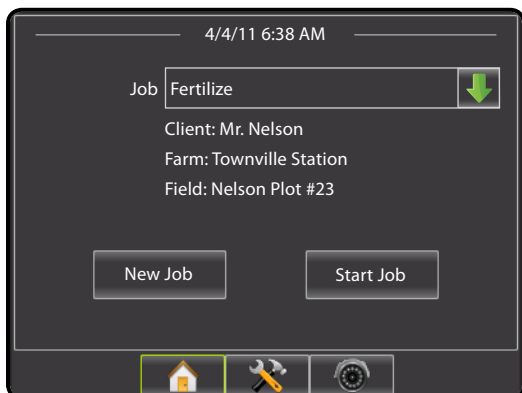 4/4/11 6:38 AM
Job Fertilize
Client: Mr. Nelson
Farm: Townville Station
Field: Nelson Plot #23
New Job Start Job